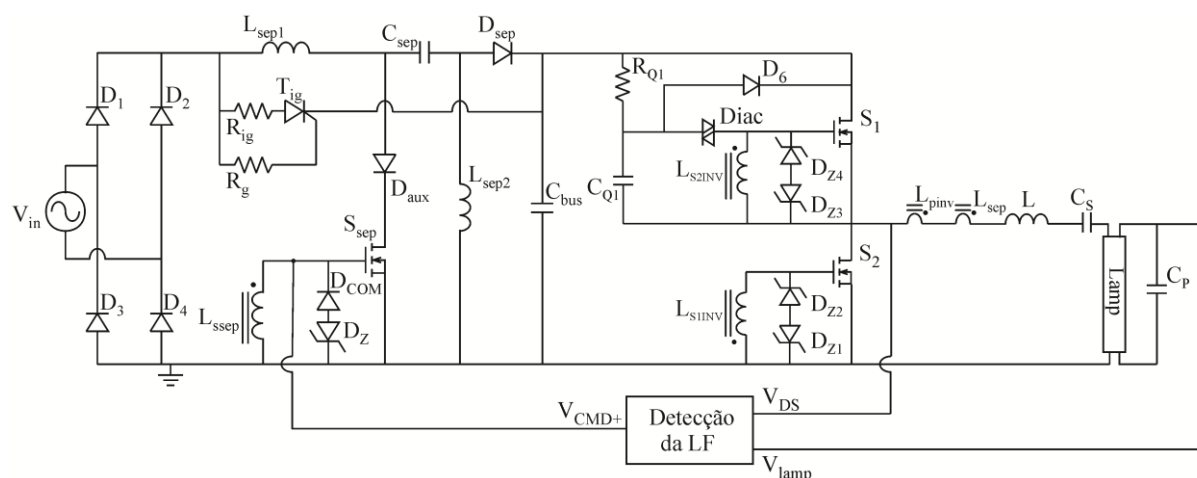 L_sep1
C_sep
D_sep
R_Q1
D_6
D_1
D_2
T_ig
Diac
S_1
R_ig
R_g
L_S2INV
D_Z4
C_Q1
D_Z3
L_sep2
D_aux
C_bus
V_in
L_pinv
L_sep
L
C_S
S_sep
S_2
D_COM
Lamp
C_P
D_3
D_4
L_ssep
D_Z
L_S1INV
D_Z2
D_Z1
V_CMD+
Detecção
da LF
V_DS
V_lamp